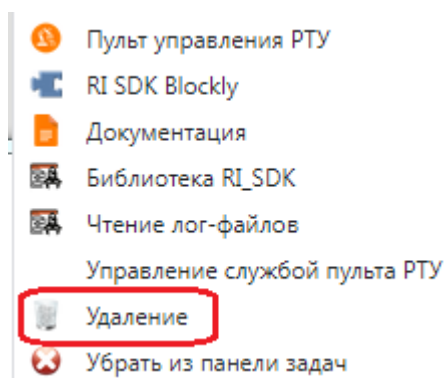 Пульт управления РТУ
RI SDK Blockly
Документация
Библиотека RI_SDK
Чтение лог-файлов
Управление службой пульта РТУ
Удаление
Убрать из панели задач